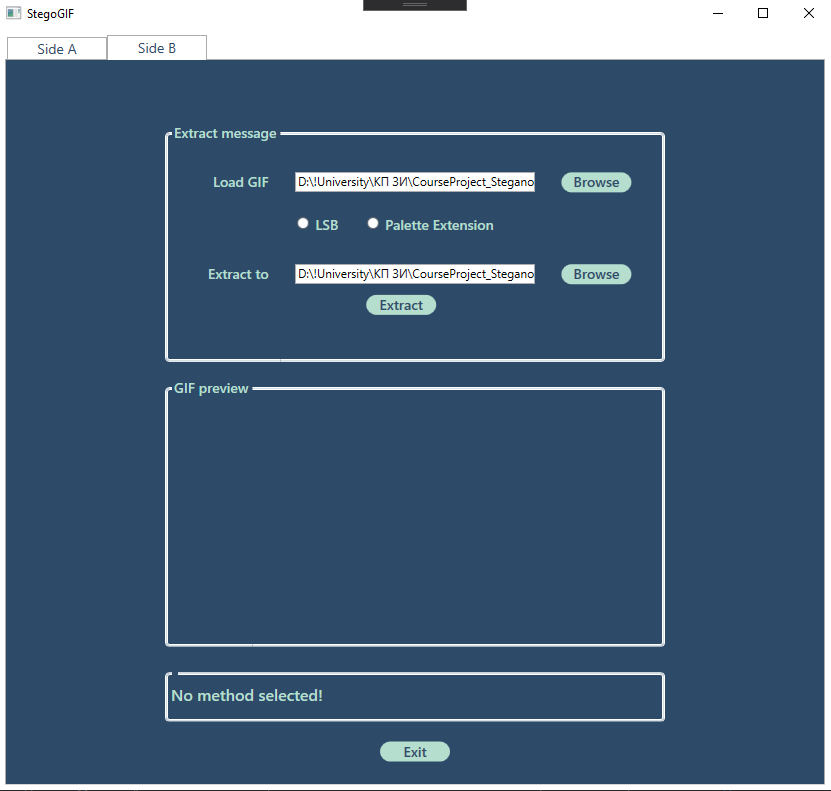 StegoGIF
Side A Side B
Extract message
Load GIF D:\!University\КП ЗИ\CourseProject_Stegano Browse
LSB Palette Extension
Extract to D:\!University\КП ЗИ\CourseProject_Stegano Browse
Extract
GIF preview
No method selected!
Exit